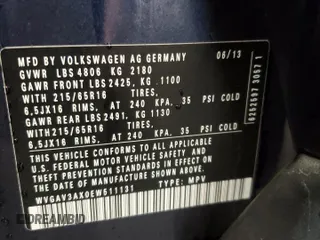 MFD BY VOLKSWAGEN AG GERMANY
GVWR LBS 4806 KG 2180 06/13
GAWR FRONT LBS 2425, KG 1100
WITH 215/65R16
6,5JX16 RIMS, AT 240 KPA, 35 PSI COLD
GAWR REAR LBS 2491, KG 1130
WITH 215/65R16
6,5JX16 RIMS, AT 240 KPA, 35 PSI COLD
THIS VEHICLE CONFORMS TO ALL APPLICABLE
U.S. FEDERAL MOTOR VEHICLE SAFETY, BUMPER,
AND THEFT PREVENTION STANDARDS IN EFFECT ON
THE DATE OF MANUFACTURE SHOWN ABOVE
WVGAV3AX0EW511131 TYPE: MPV
DREAMBID